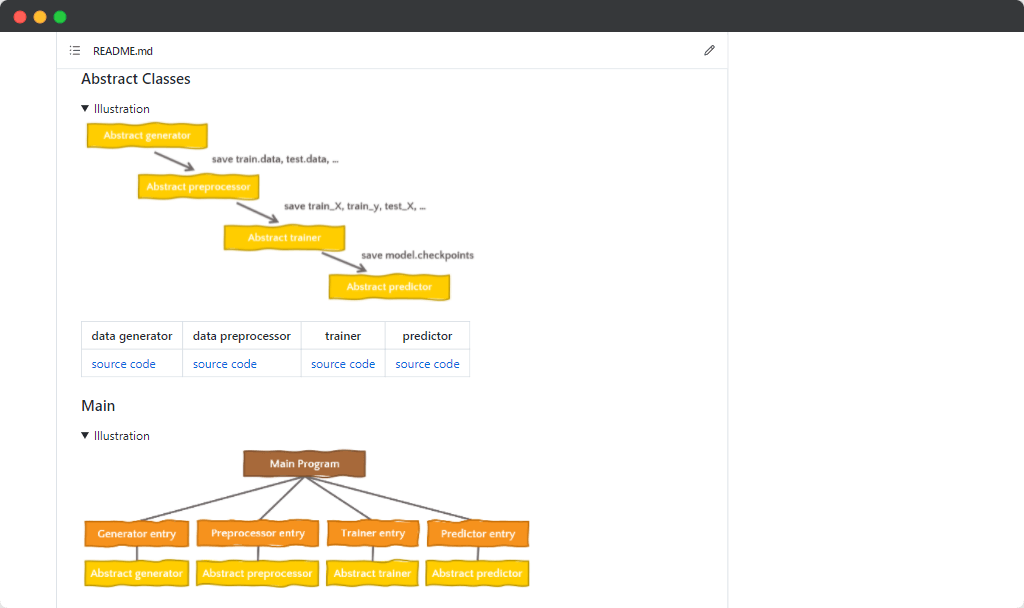 README.md
Abstract Classes
Illustration
Abstract generator
save train.data, test.data, ...
Abstract preprocessor
save train_X, train_y, test_X, ...
Abstract trainer
save model.checkpoints
Abstract predictor
data generator data preprocessor trainer predictor
source code source code source code source code
Main
Illustration
Main Program
Generator entry Preprocessor entry Trainer entry Predictor entry
Abstract generator Abstract preprocessor Abstract trainer Abstract predictor